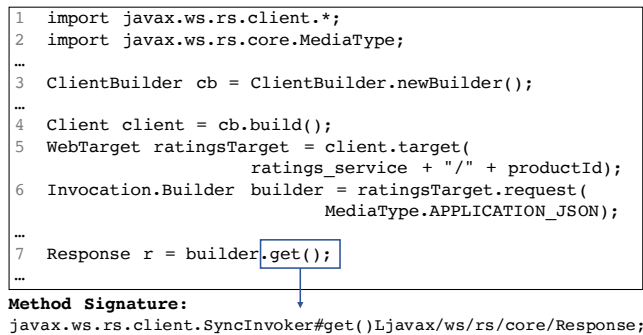 1 import javax.ws.rs.client.*;
2 import javax.ws.rs.core.MediaType;
…
3 ClientBuilder cb = ClientBuilder.newBuilder();
…
4 Client client = cb.build();
5 WebTarget ratingsTarget = client.target(
ratings_service + "/" + productId);
6 Invocation.Builder builder = ratingsTarget.request(
MediaType.APPLICATION_JSON);
…
7 Response r = builder.get();
…
Method Signature:
javax.ws.rs.client.SyncInvoker#get()Ljavax/ws/rs/core/Response;